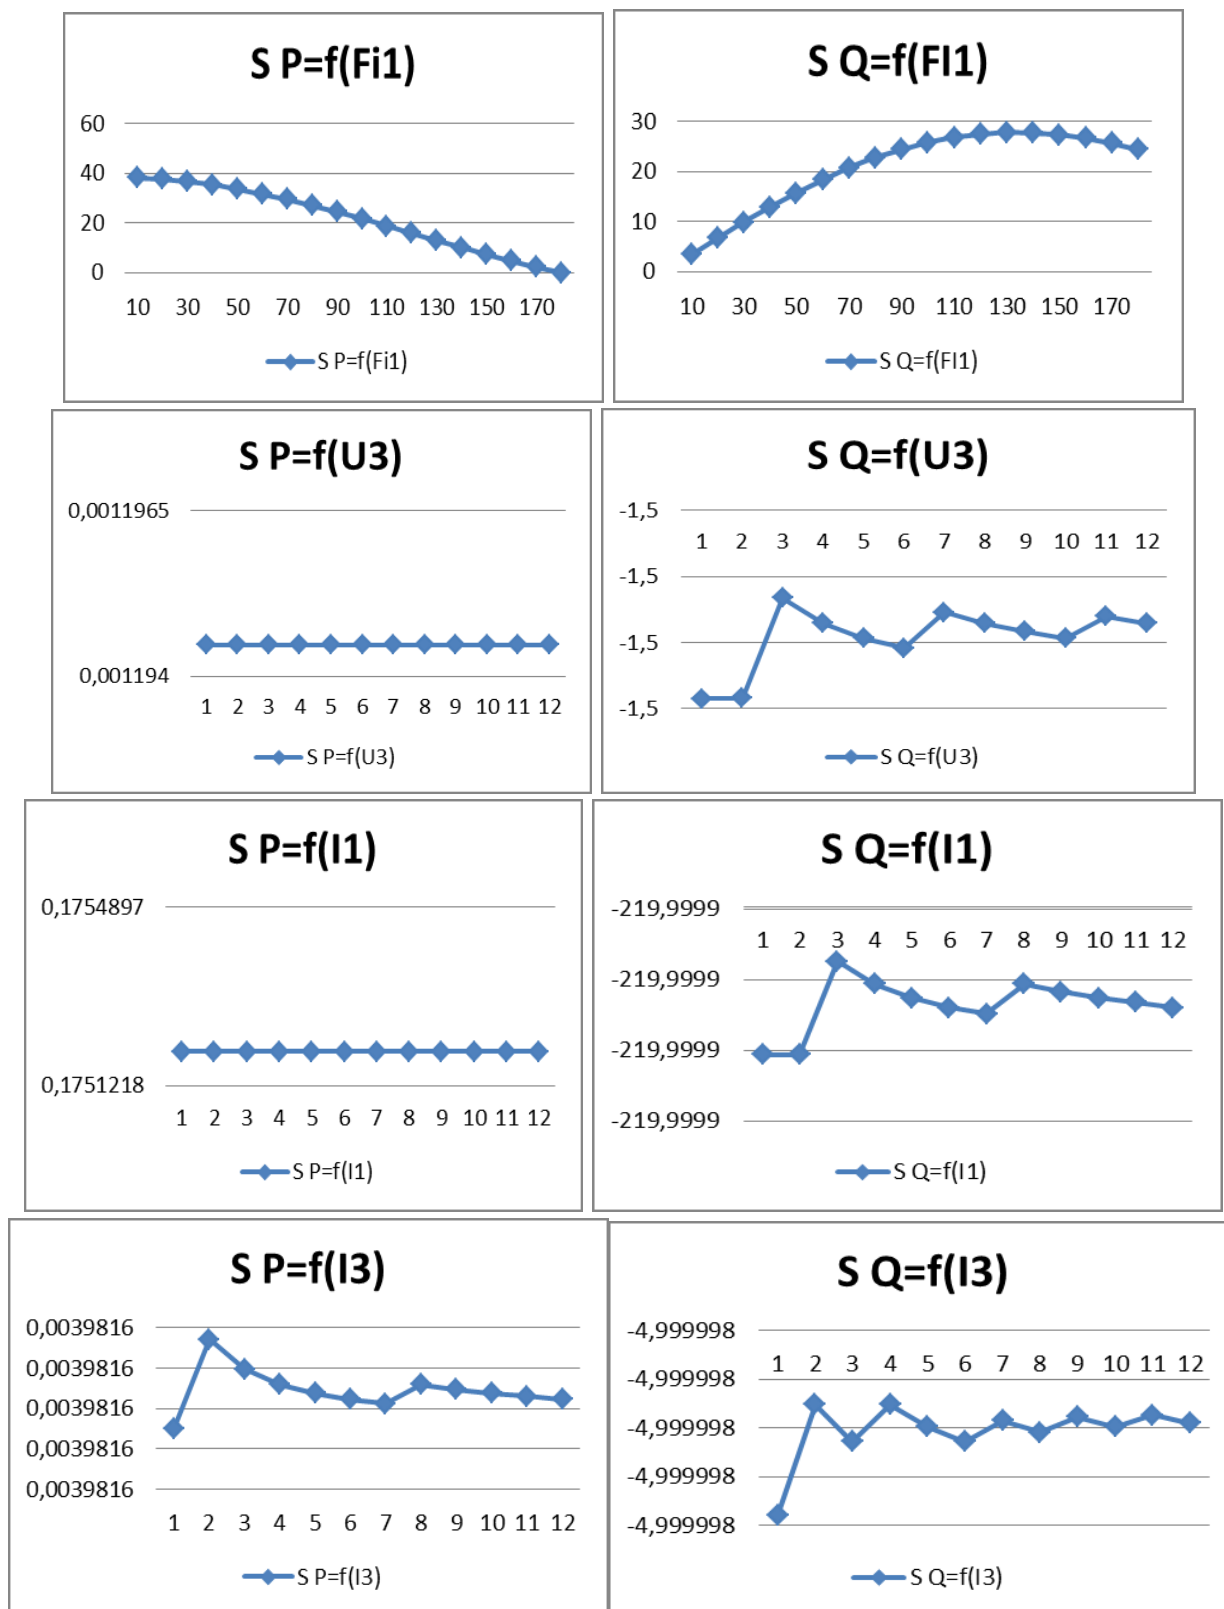 S P=f(Fi1)
60
40
20
0
10 30 50 70 90 110 130 150 170
S P=f(Fi1)
S Q=f(FI1)
30
20
10
0
10 30 50 70 90 110 130 150 170
S Q=f(FI1)
S P=f(U3)
0,0011965
0,001194
1 2 3 4 5 6 7 8 9 10 11 12
S P=f(U3)
S Q=f(U3)
-1,5
1 2 3 4 5 6 7 8 9 10 11 12
-1,5
-1,5
-1,5
S Q=f(U3)
S P=f(I1)
0,1754897
0,1751218
1 2 3 4 5 6 7 8 9 10 11 12
S P=f(I1)
S Q=f(I1)
-219,9999
1 2 3 4 5 6 7 8 9 10 11 12
-219,9999
-219,9999
-219,9999
S Q=f(I1)
S P=f(I3)
0,0039816
0,0039816
0,0039816
0,0039816
0,0039816
1 2 3 4 5 6 7 8 9 10 11 12
S P=f(I3)
S Q=f(I3)
-4,999998
1 2 3 4 5 6 7 8 9 10 11 12
-4,999998
-4,999998
-4,999998
-4,999998
S Q=f(I3)